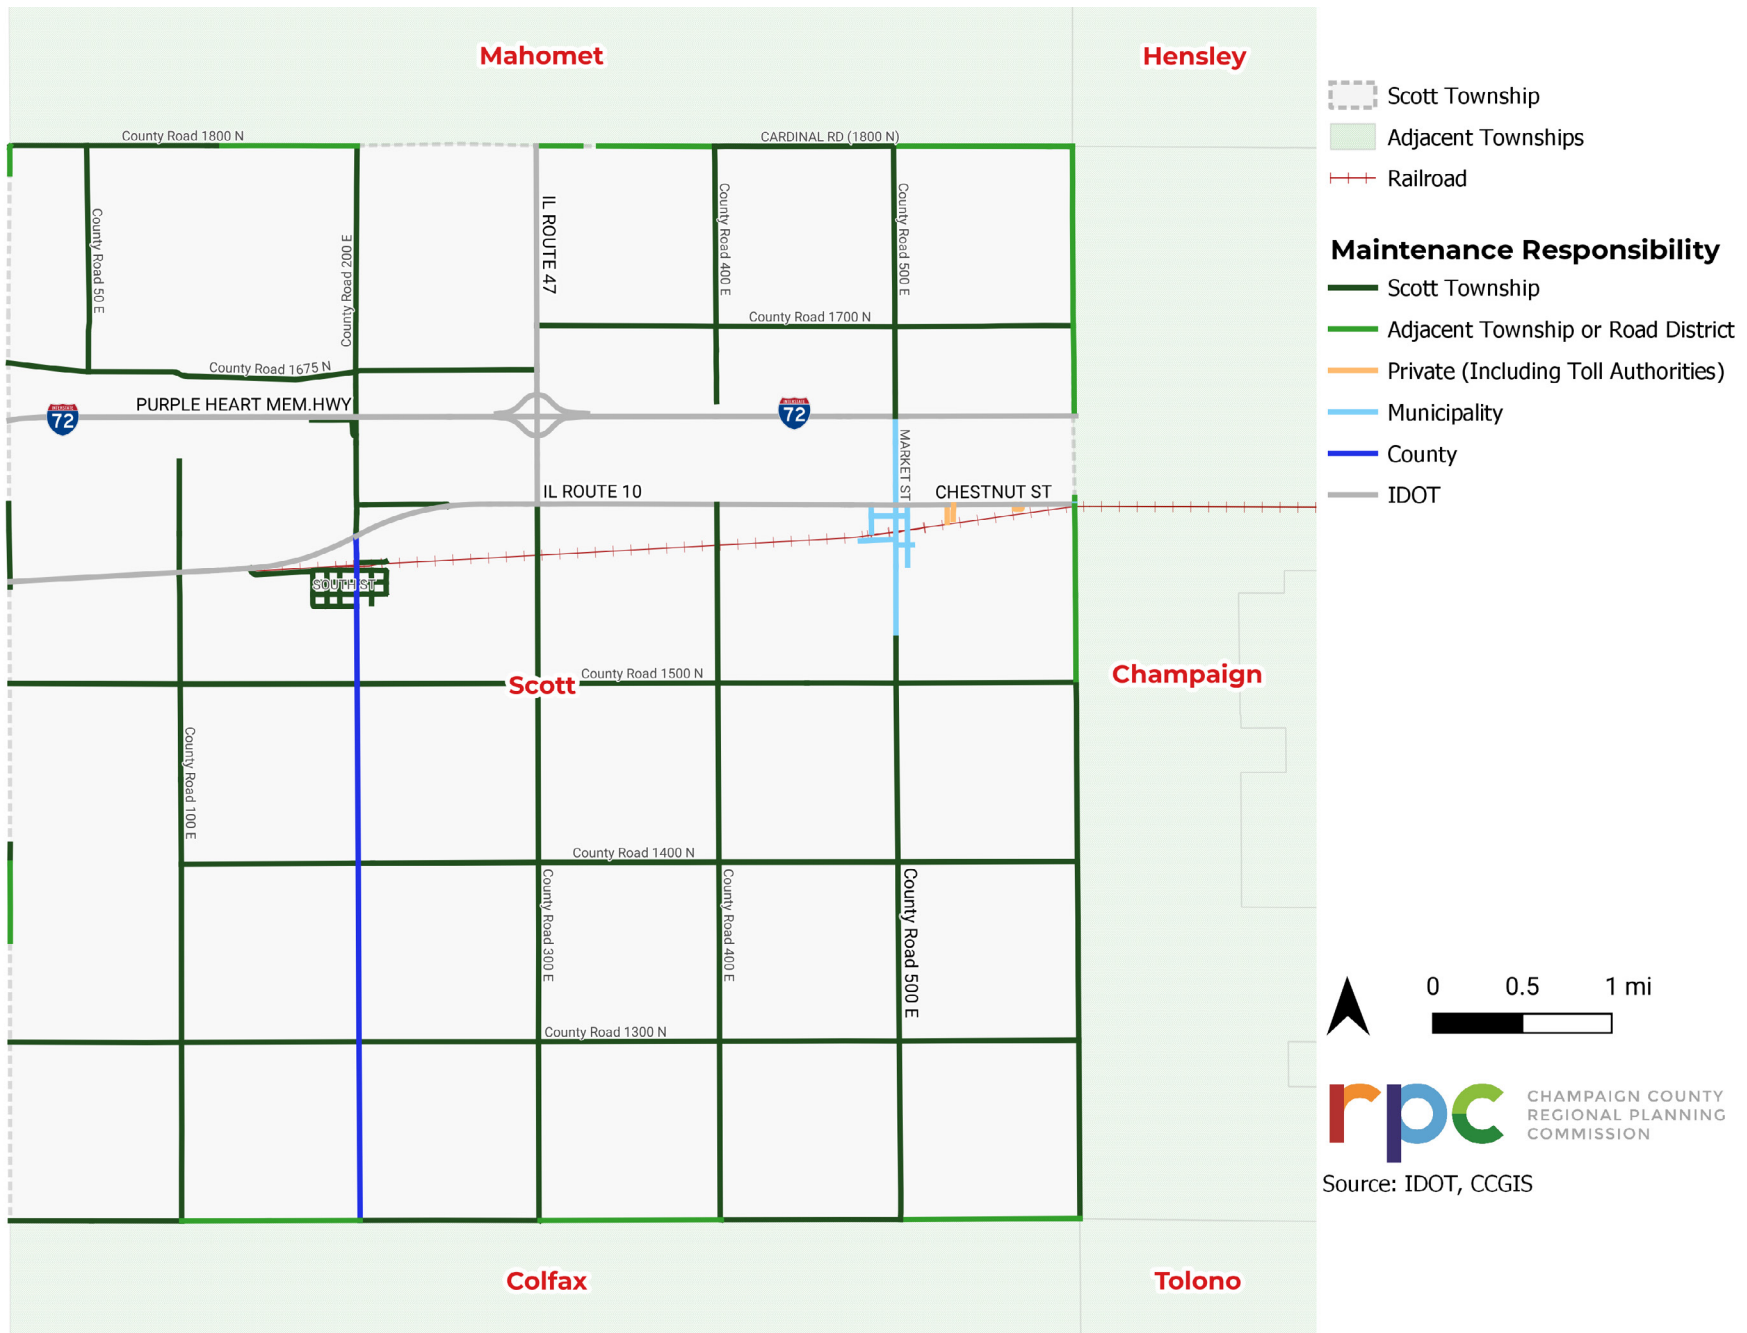 Mahomet
Hensley
County Road 1800 N
CARDINAL RD (1800 N)
County Road 50 E
County Road 200 E
IL ROUTE 47
County Road 400 E
County Road 500 E
County Road 1700 N
County Road 1675 N
PURPLE HEART MEM.HWY
INTERSTATE
72
INTERSTATE
72
MARKET ST
IL ROUTE 10
CHESTNUT ST
SOUTH ST
County Road 1500 N
Scott
Champaign
County Road 100 E
County Road 1400 N
County Road 300 E
County Road 400 E
County Road 500 E
County Road 1300 N
Colfax
Tolono
Scott Township
Adjacent Townships
Railroad
Maintenance Responsibility
Scott Township
Adjacent Township or Road District
Private (Including Toll Authorities)
Municipality
County
IDOT
0 0.5 1 mi
rpc
CHAMPAIGN COUNTY
REGIONAL PLANNING
COMMISSION
Source: IDOT, CCGIS